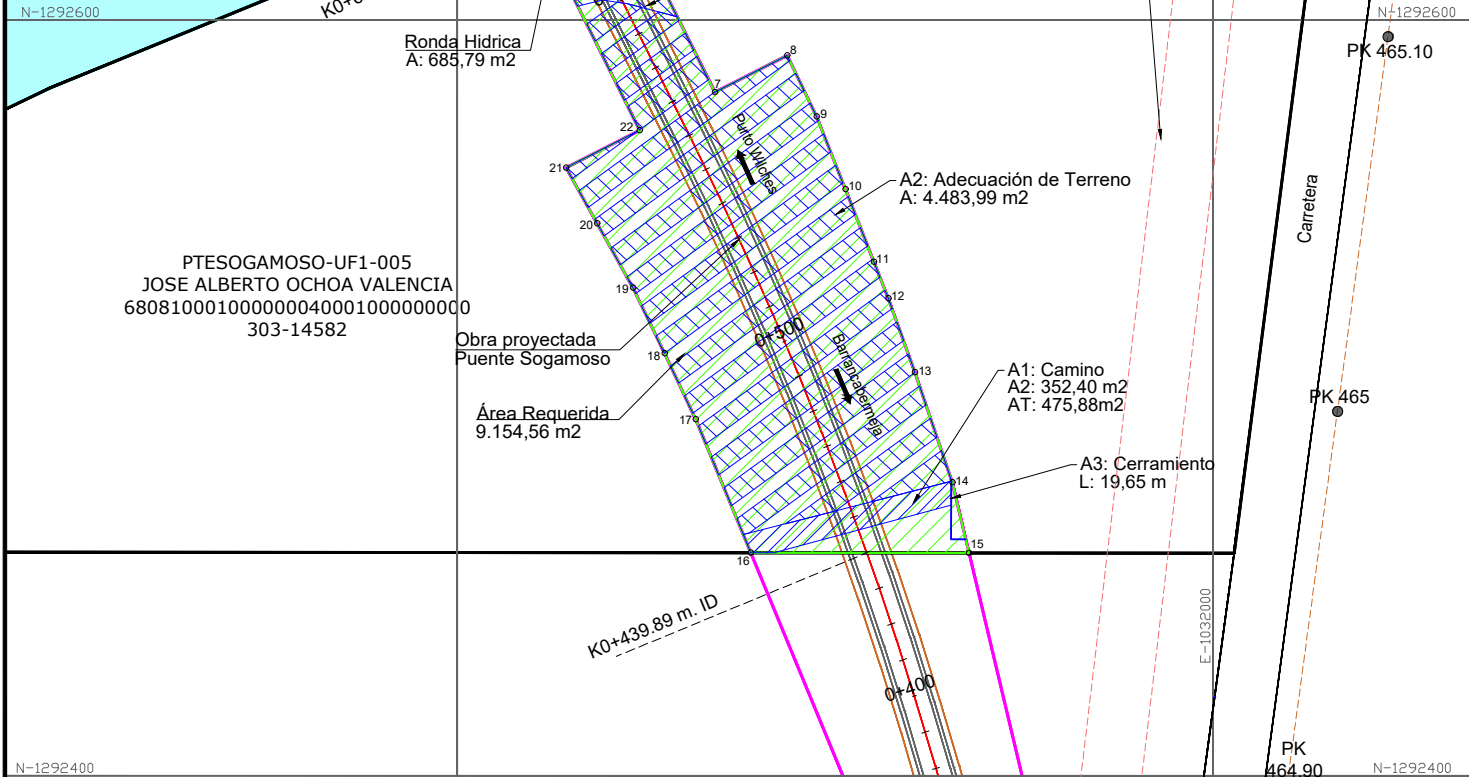 N-1292600
K0+
N-1292600
PK 465.10
Ronda Hidrica
A: 685,79 m2
8
7
9
22
Purto Wilches
21
10
A2: Adecuación de Terreno
A: 4.483,99 m2
Carretera
20
PTESOGAMOSO-UF1-005
JOSE ALBERTO OCHOA VALENCIA
303-14582
11
19
12
Obra proyectada
Puente Sogamoso
0+500
18
Barrancabermeja
13
A1: Camino
A2: 352,40 m2
AT: 475,88m2
PK 465
Área Requerida
9.154,56 m2
17
A3: Cerramiento
L: 19,65 m
14
15
16
K0+439.89 m. ID
E-1032000
0+400
PK
464.90
N-1292400
N-1292400